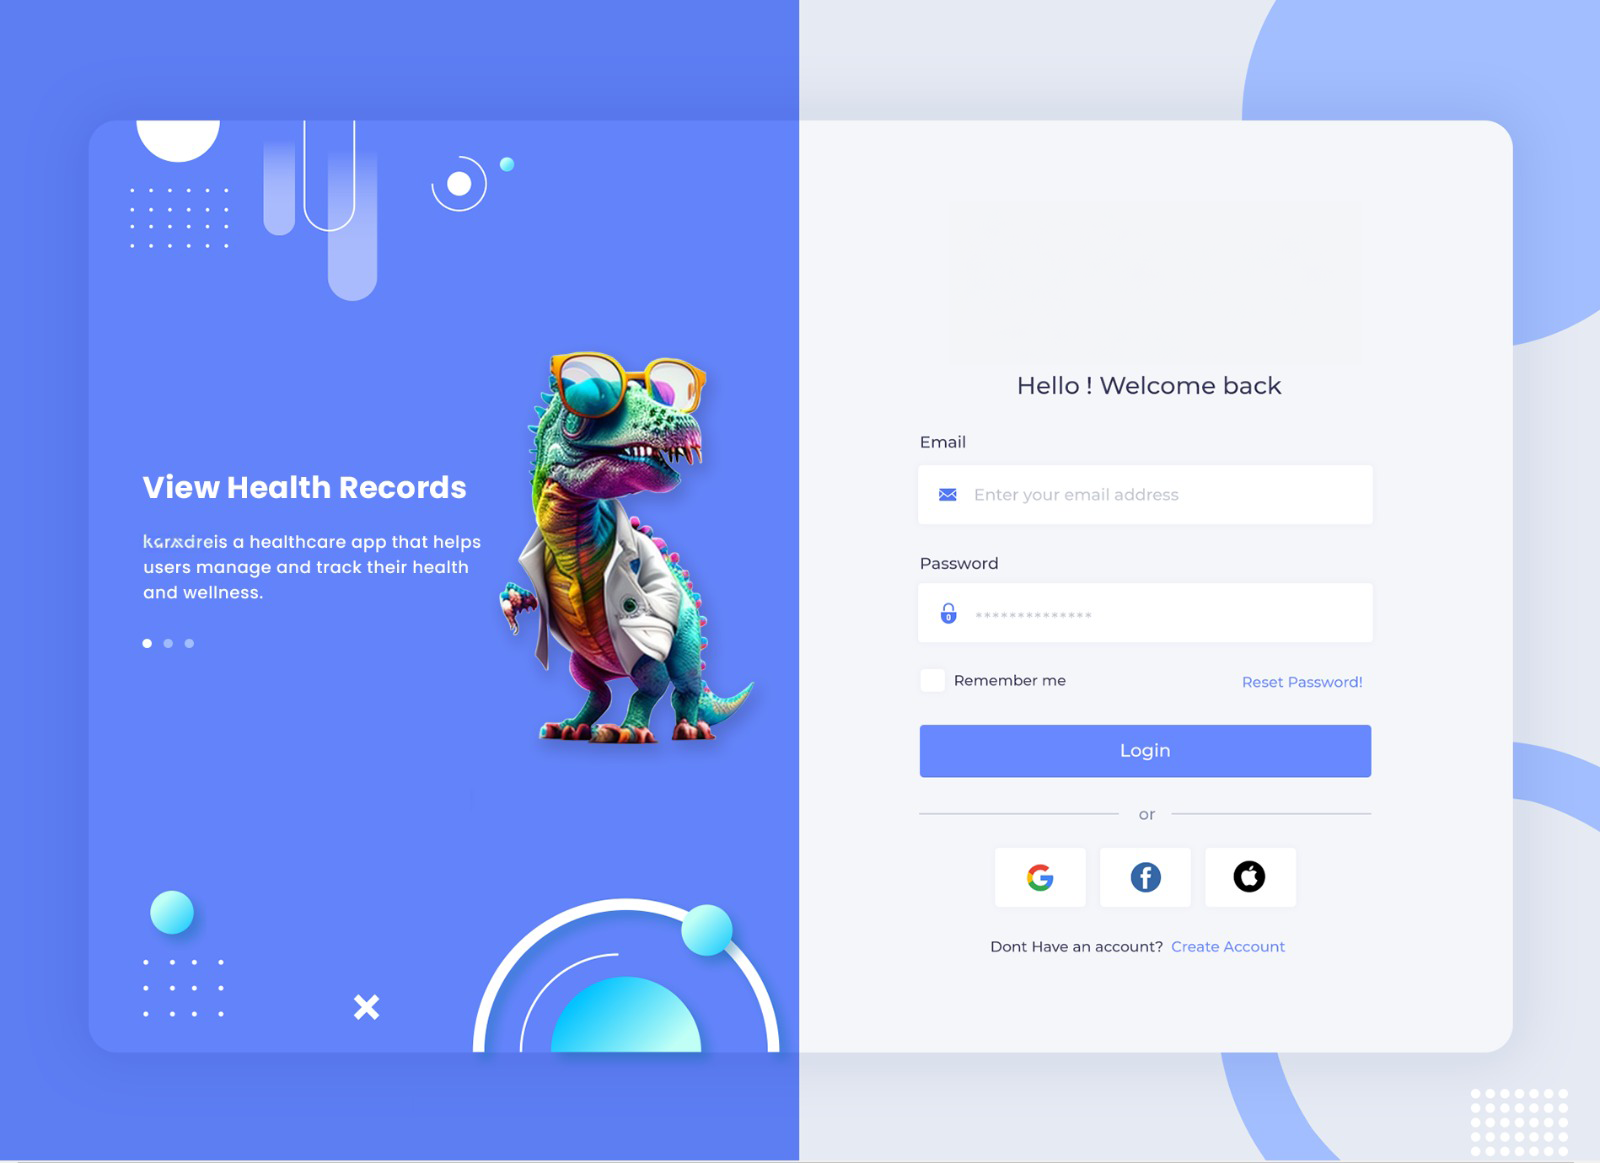 View Health Records
is a healthcare app that helps
users manage and track their health
and wellness.
Hello ! Welcome back
Email
Enter your email address
Password
**************
Remember me
Reset Password!
Login
or
Dont Have an account? Create Account